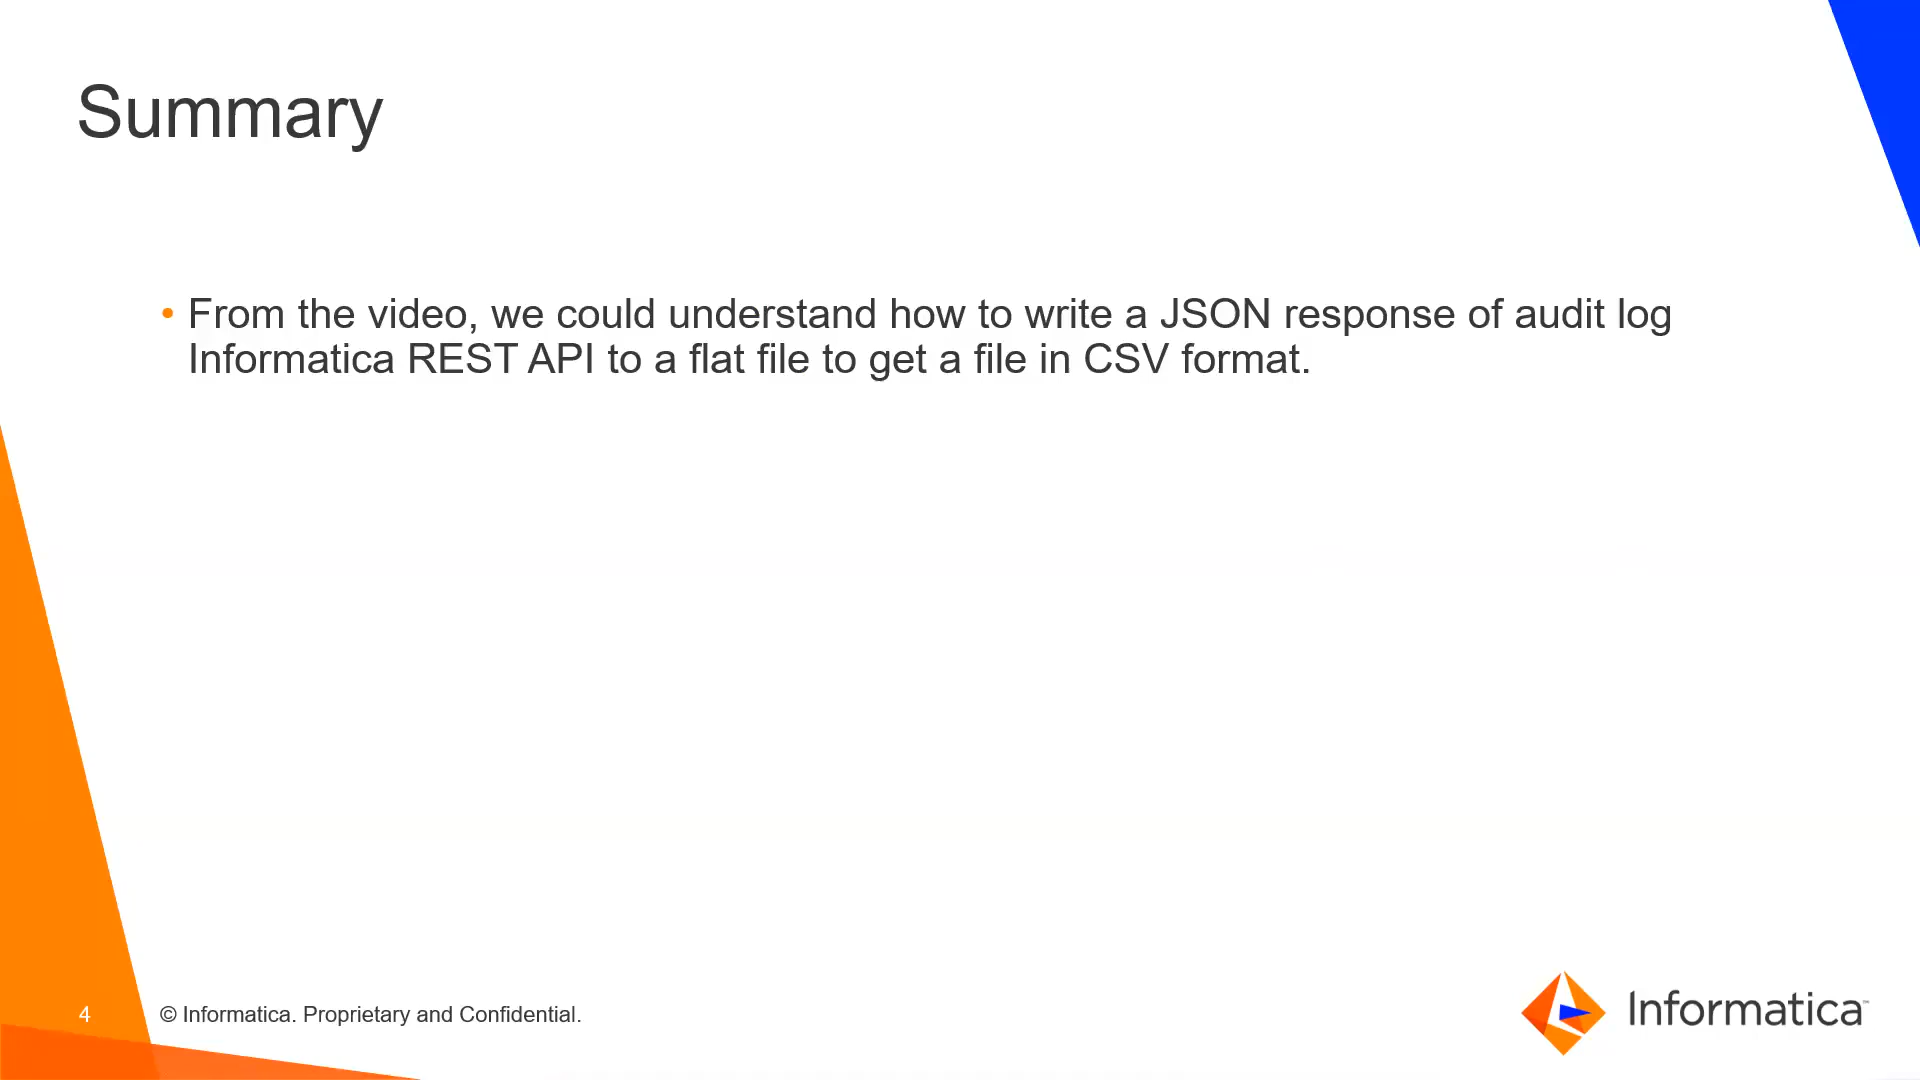 Summary
• From the video, we could understand how to write a JSON response of audit log
Informatica REST API to a flat file to get a file in CSV format.
4
© Informatica. Proprietary and Confidential.
Informatica™